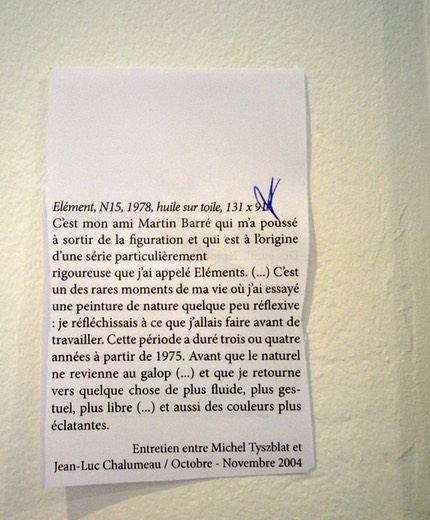 Elément, N15, 1978, huile sur toile, 131 x
C'est mon ami Martin Barré qui m'a poussé
à sortir de la figuration et qui est à l'origine
d'une série particulièrement
rigoureuse que j'ai appelé Eléments. (...) C'est
un des rares moments de ma vie où j'ai essayé
une peinture de nature quelque peu réflexive
: je réfléchissais à ce que j'allais faire avant de
travailler. Cette période a duré trois ou quatre
années à partir de 1975. Avant que le naturel
ne revienne au galop (...) et que je retourne
vers quelque chose de plus fluide, plus ges-
tuel, plus libre (...) et aussi des couleurs plus
éclatantes.
Entretien entre Michel Tyszblat et
Jean-Luc Chalumeau / Octobre - Novembre 2004